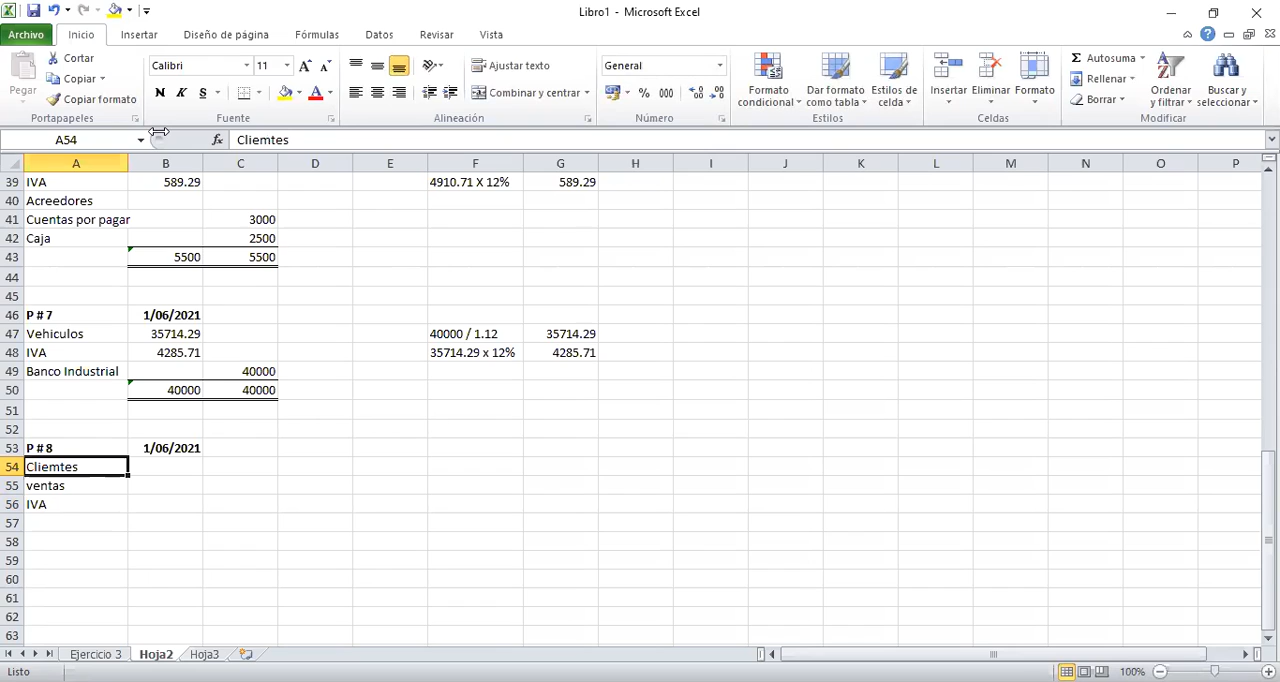 Libro1 - Microsoft Excel
Archivo Inicio Insertar Diseño de página Fórmulas Datos Revisar Vista
Pegar Cortar Copiar Copiar formato Portapapeles
Calibri 11 A A N K S A Fuente
Ajustar texto Combinar y centrar Alineación
General % 000 Número
Formato condicional Dar formato como tabla Estilos de celda Estilos
Insertar Eliminar Formato Celdas
Σ Autosuma Rellenar Borrar Ordenar y filtrar Buscar y seleccionar Modificar
A54 fx Cliemtes
A B C D E F G H I J K L M N O P
39 IVA 589.29 4910.71 X 12% 589.29
40 Acreedores
41 Cuentas por pagar 3000
42 Caja 2500
43 5500 5500
44
45
46 P # 7 1/06/2021
47 Vehiculos 35714.29 40000 / 1.12 35714.29
48 IVA 4285.71 35714.29 x 12% 4285.71
49 Banco Industrial 40000
50 40000 40000
51
52
53 P # 8 1/06/2021
54 Cliemtes
55 ventas
56 IVA
57
58
59
60
61
62
63
Ejercicio 3 Hoja2 Hoja3
Listo 100%